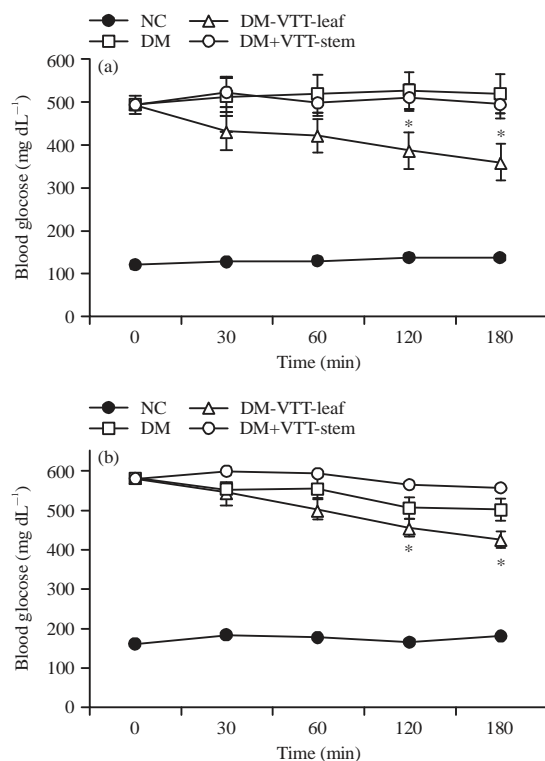 NC DM-VTT-leaf
DM DM+VTT-stem
(a)
600
500
400
300
200
100
0
Blood glocose (mg dL⁻¹)
* *
0 30 60 120 180
Time (min)
NC DM-VTT-leaf
DM DM+VTT-stem
(b)
600
500
400
300
200
100
0
Blood glucose (mg dL⁻¹)
* *
0 30 60 120 180
Time (min)